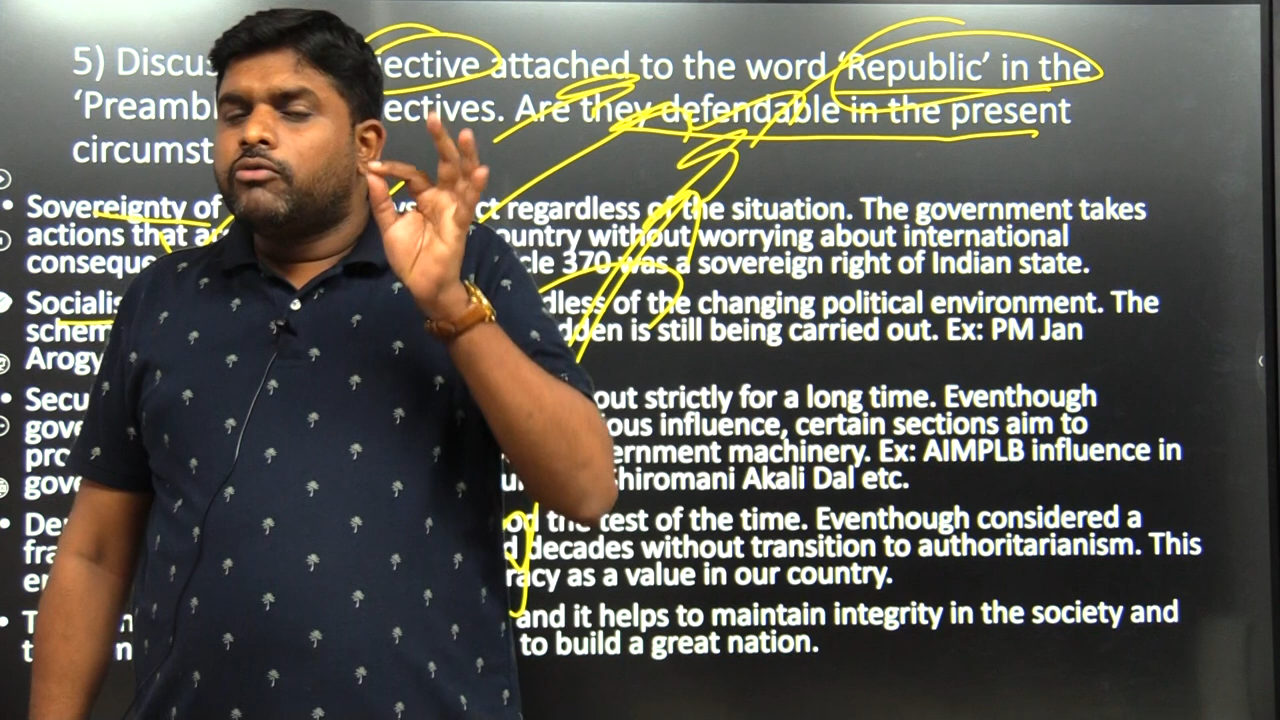 5) Discus ective attached to the word ‘Republic’ in the
‘Preamb ectives. Are they defendable in the present
circumst
• Sovereignty of ct regardless of the situation. The government takes
actions that ountry without worrying about international
conseque cle 370 was a sovereign right of Indian state.
Socialis dless of the changing political environment. The
schem dden is still being carried out. Ex: PM Jan
Arogy
• Secu out strictly for a long time. Eventhough
gove ious influence, certain sections aim to
pro ernment machinery. Ex: AIMPLB influence in
gove Shiromani Akali Dal etc.
• De od the test of the time. Eventhough considered a
fra d decades without transition to authoritarianism. This
racy as a value in our country.
• and it helps to maintain integrity in the society and
to build a great nation.